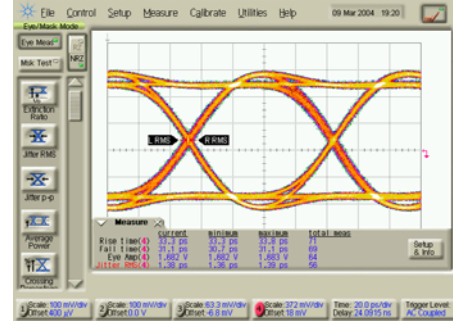 File Control Setup Measure Calibrate Utilities Help 09 Mar 2004 19:20
Eye/Mask Mode
Eye Meas
NRZ
Msk Test
Extinction Ratio
Jitter RMS
Jitter p-p
Average Power
Crossing
L RMS R RMS
Measure
current minimum maximum total meas
Rise time(4) 33.3 ps 33.3 ps 33.8 ps 71
Fall time(4) 31.1 ps 30.7 ps 31.1 ps 69
Eye Amp(4) 1.682 V 1.682 V 1.683 V 64
Jitter RMS(4) 1.38 ps 1.36 ps 1.39 ps 56
Setup & Info
1 Scale: 100 mV/div Offset: 400 µV
2 Scale: 100 mV/div Offset: 0.0 V
3 Scale: 63.3 mV/div Offset: -6.8 mV
4 Scale: 372 mV/div Offset: 18 mV
Time: 20.0 ps/div Delay: 24.0915 ns
Trigger Level: AC Coupled